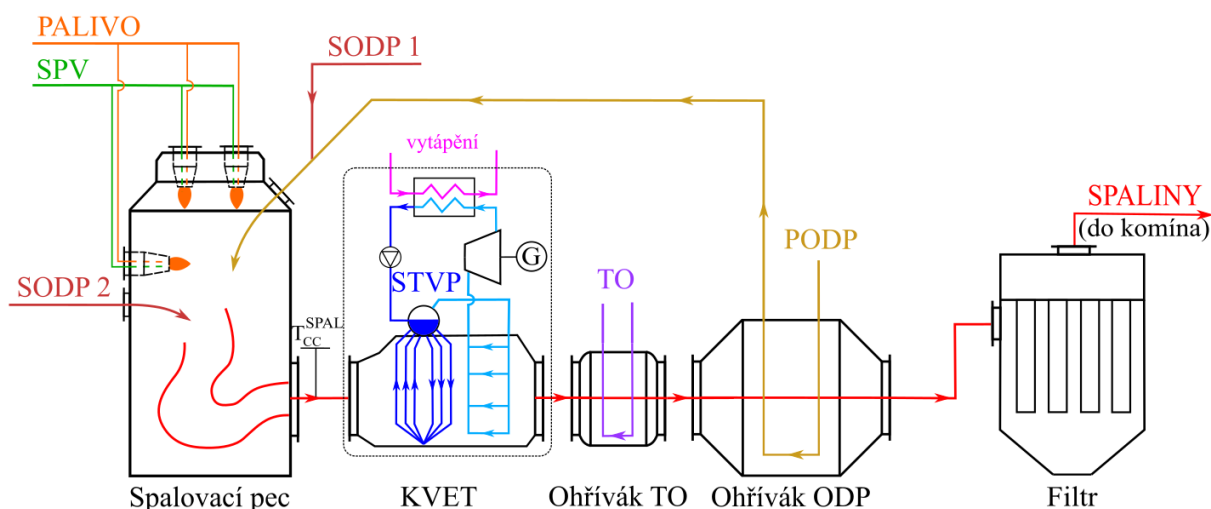 PALIVO
SODP 1
SPV
vytápění
SPALINY
(do komína)
PODP
G
STVP
TO
SODP 2
T_CC^SPAL
Spalovací pec
KVET
Ohřívák TO
Ohřívák ODP
Filtr